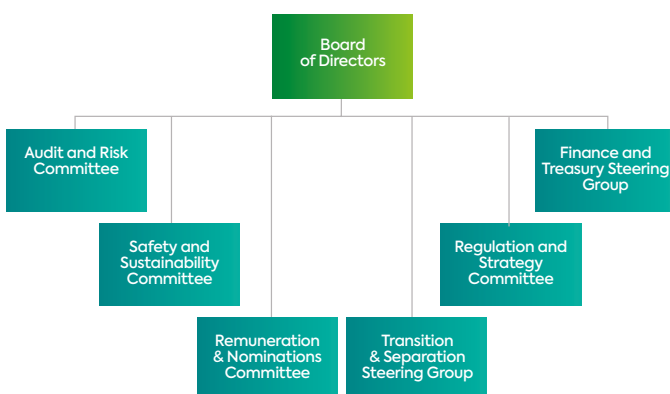 Board
of Directors
Audit and Risk
Committee
Finance and
Treasury Steering
Group
Safety and
Sustainability
Committee
Regulation and
Strategy
Committee
Remuneration
& Nominations
Committee
Transition
& Separation
Steering Group